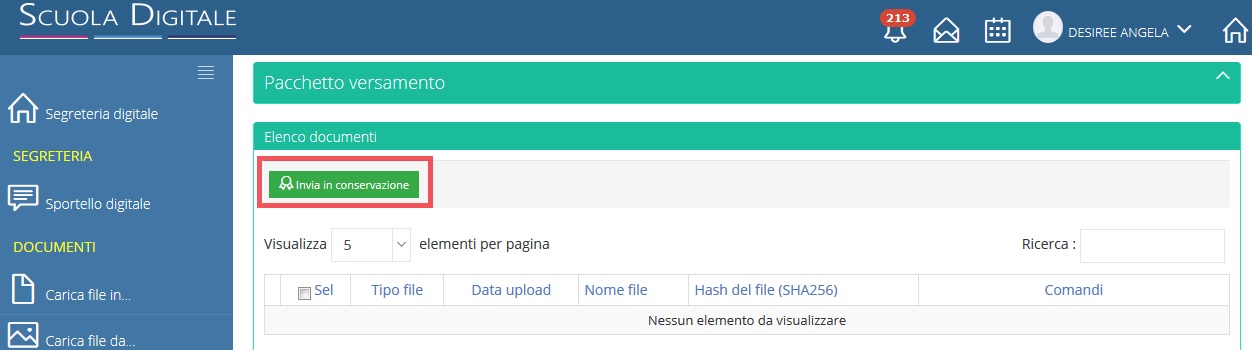 SCUOLA DIGITALE
213
DESIREE ANGELA
Segreteria digitale
SEGRETERIA
Sportello digitale
DOCUMENTI
Carica file in...
Carica file da...
Pacchetto versamento
Elenco documenti
Invia in conservazione
Visualizza 5 elementi per pagina
Ricerca :
Sel Tipo file Data upload Nome file Hash del file (SHA256) Comandi
Nessun elemento da visualizzare